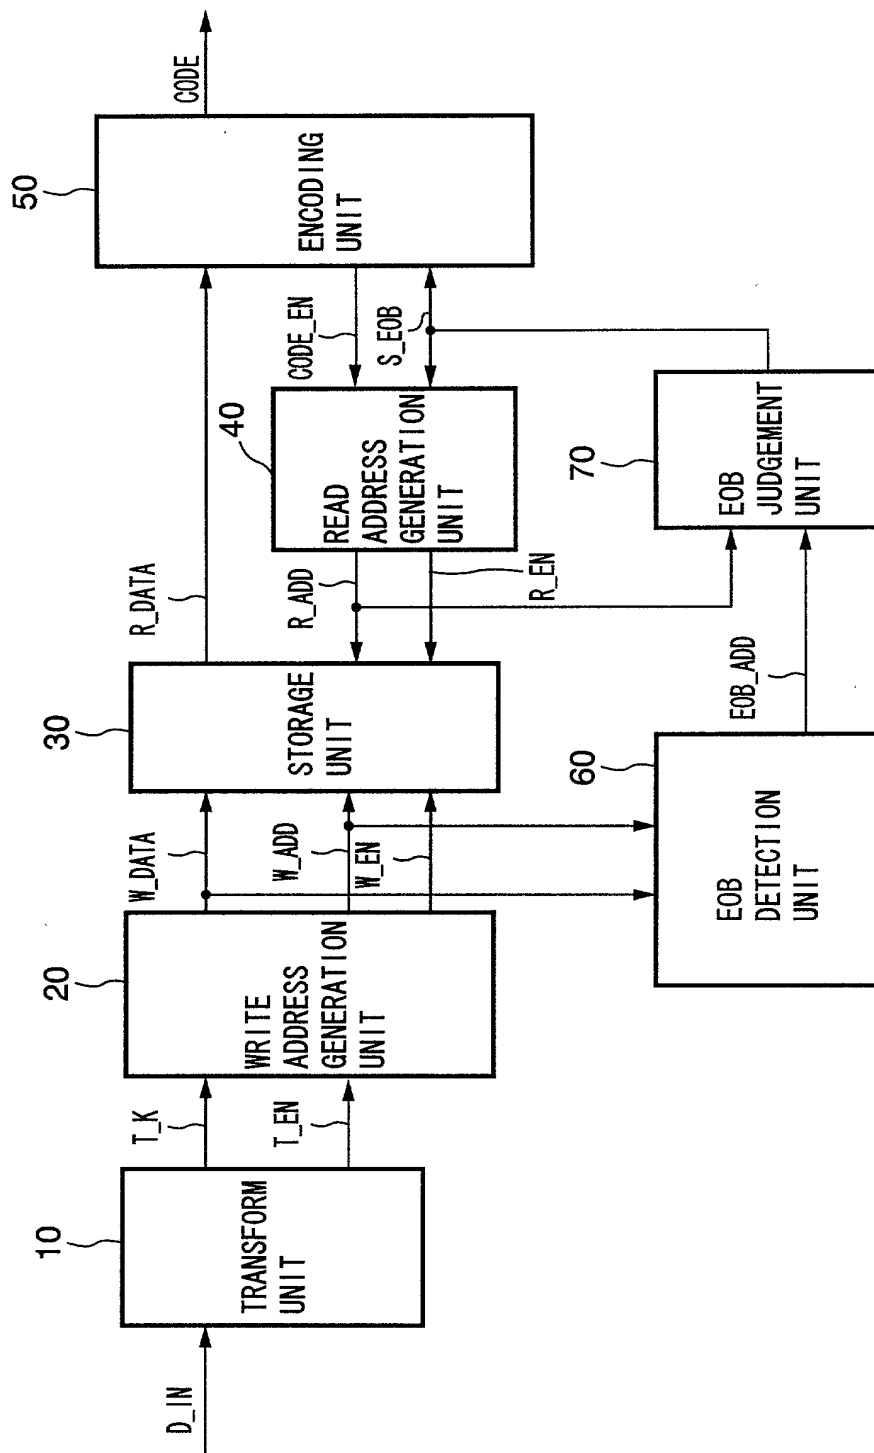 D_IN
10
TRANSFORM
UNIT
T_K
T_EN
20
WRITE
ADDRESS
GENERATION
UNIT
W_DATA
W_ADD
W_EN
30
STORAGE
UNIT
R_DATA
R_ADD
R_EN
40
READ
ADDRESS
GENERATION
UNIT
CODE_EN
S_EOB
50
ENCODING
UNIT
CODE
60
EOB
DETECTION
UNIT
EOB_ADD
70
EOB
JUDGEMENT
UNIT